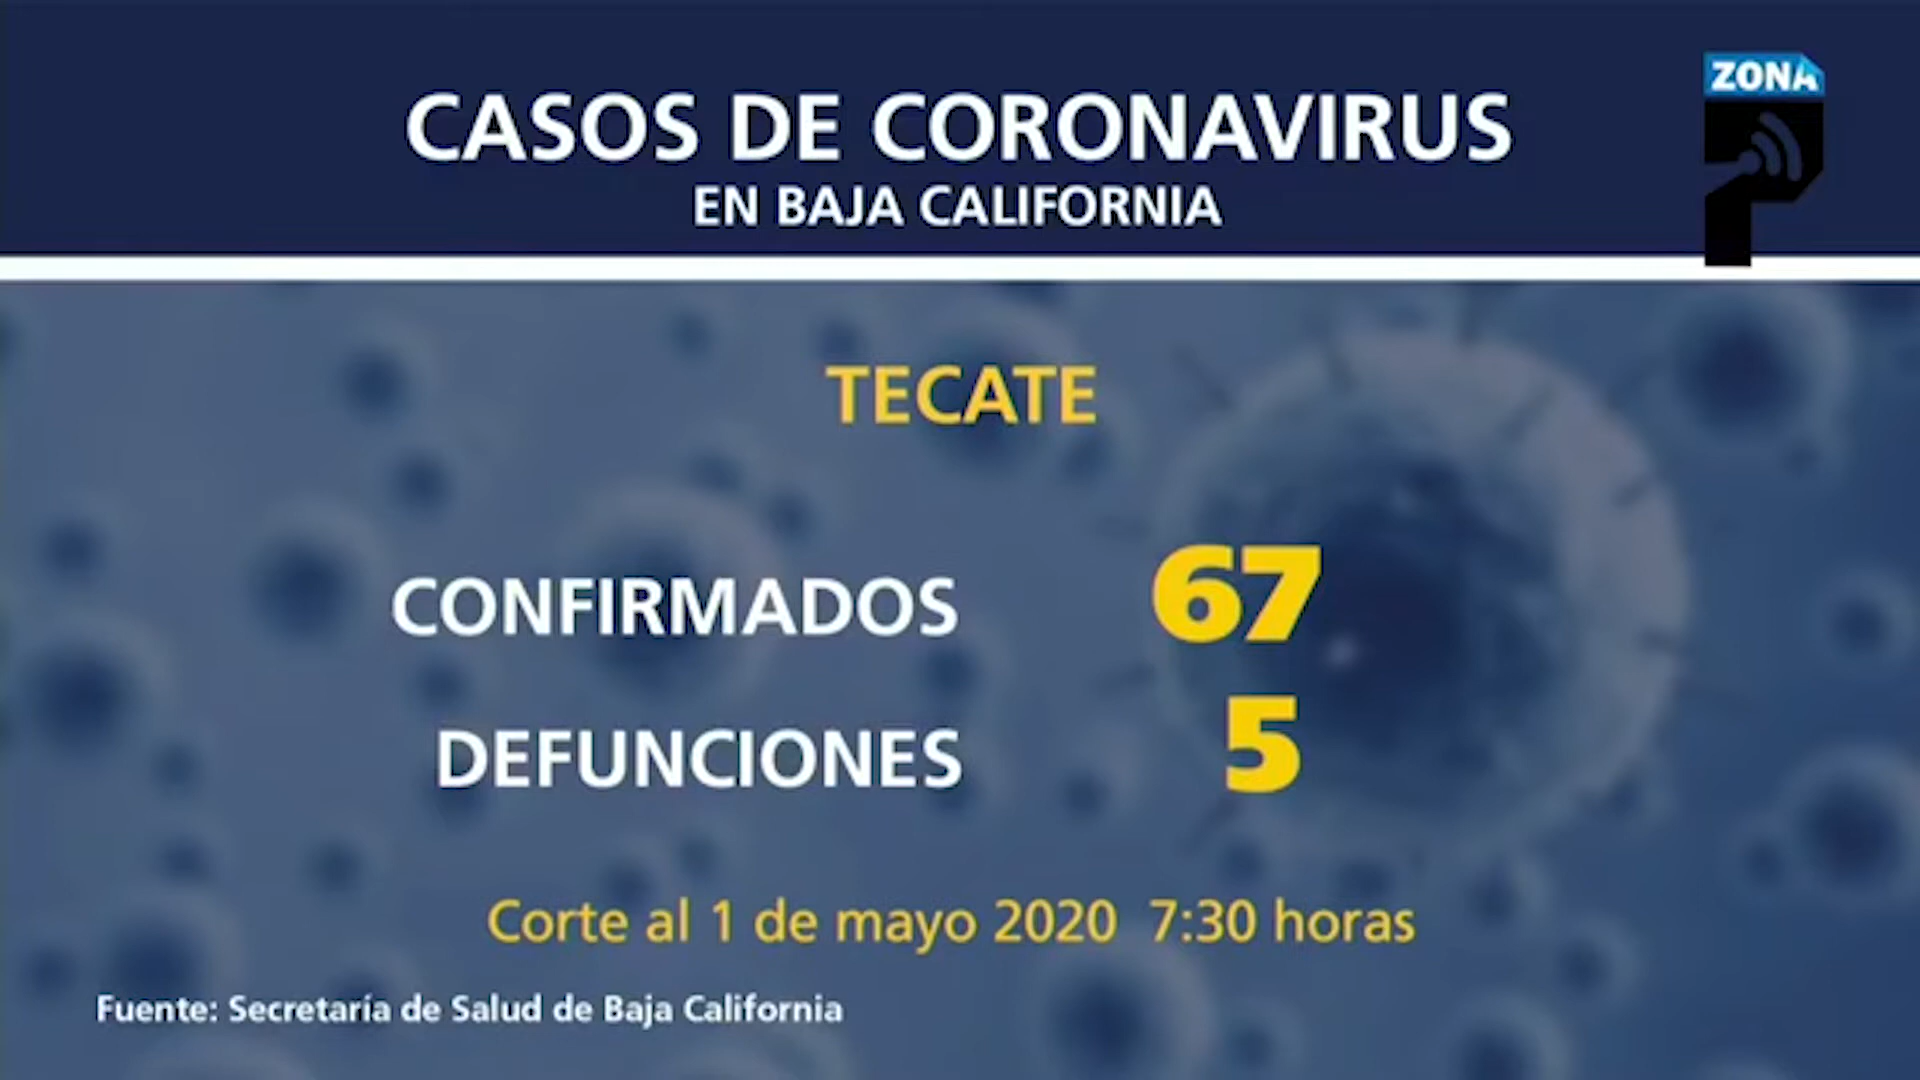 CASOS DE CORONAVIRUS
EN BAJA CALIFORNIA
ZONA
TECATE
CONFIRMADOS 67
DEFUNCIONES 5
Corte al 1 de mayo 2020 7:30 horas
Fuente: Secretaría de Salud de Baja California